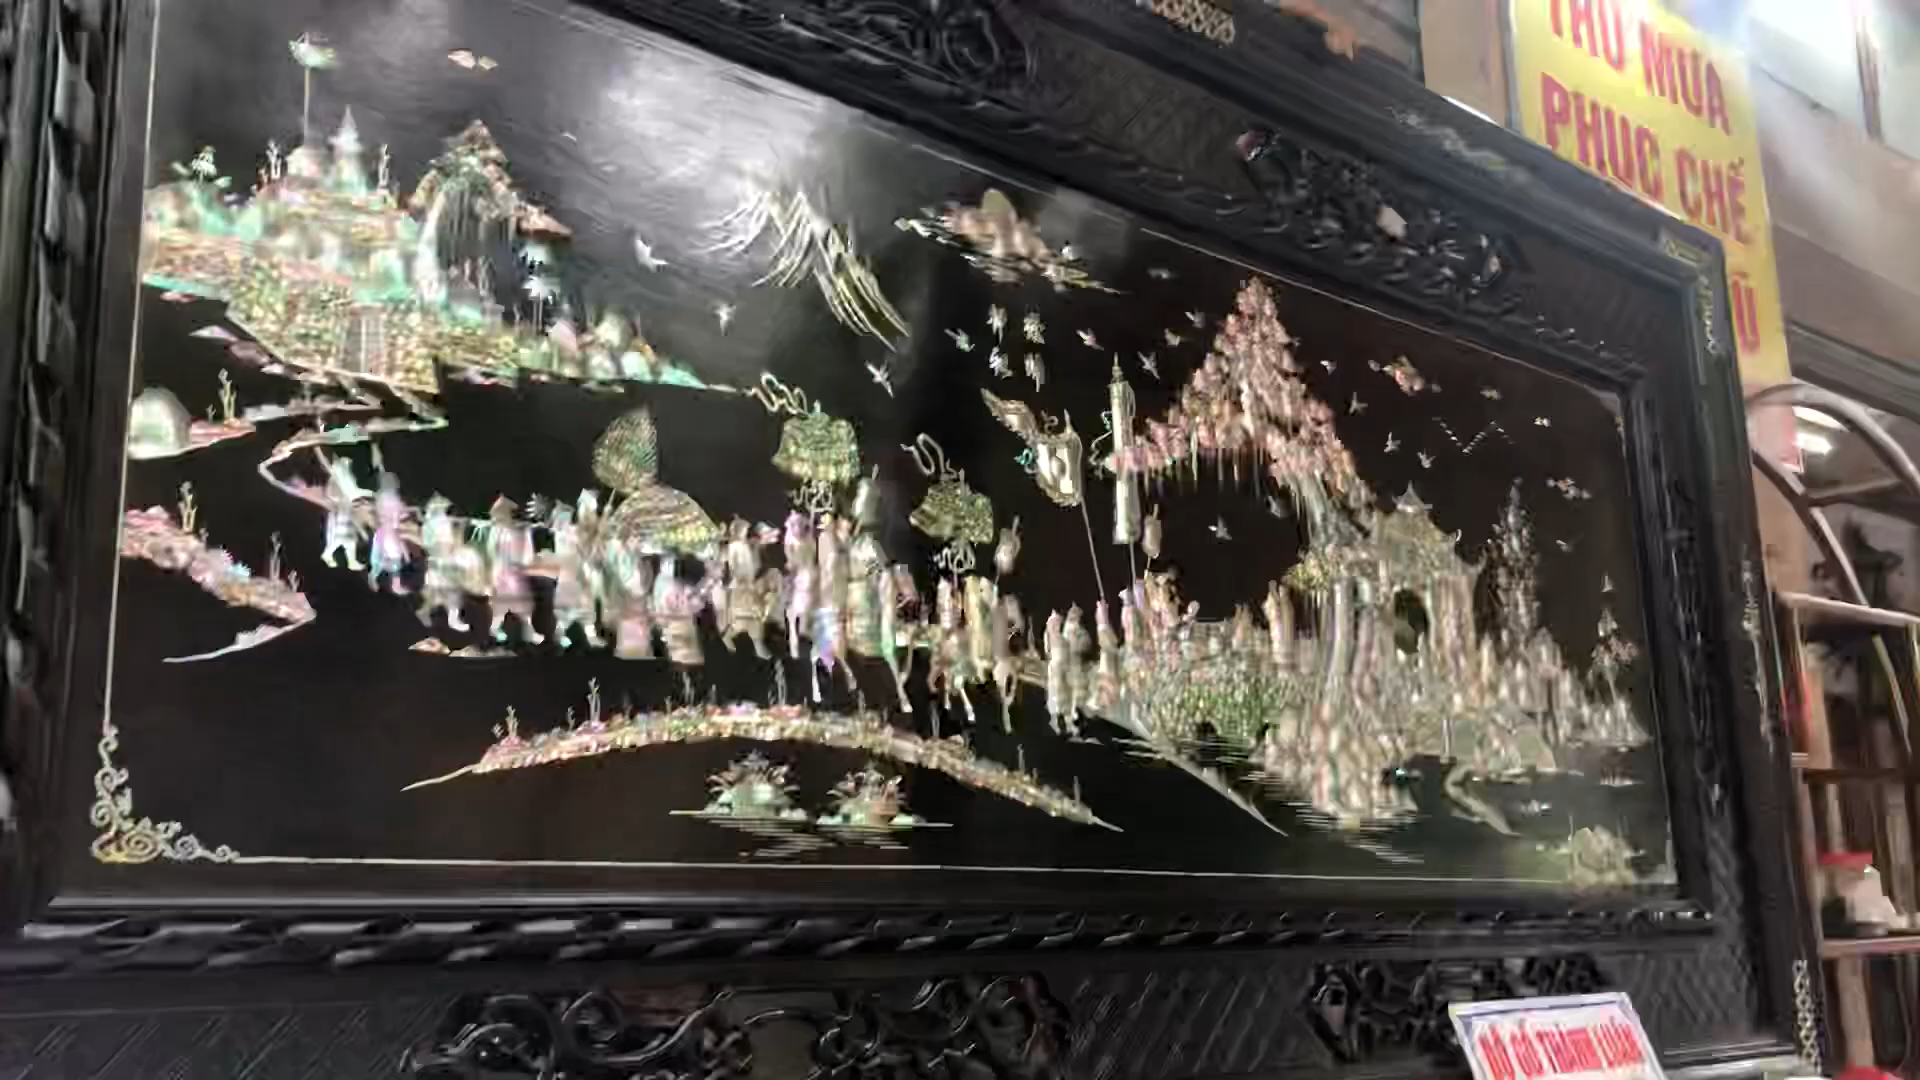 THU MUA
PHỤC CHẾ
ĐỒ GỖ THÀNH LUÂN